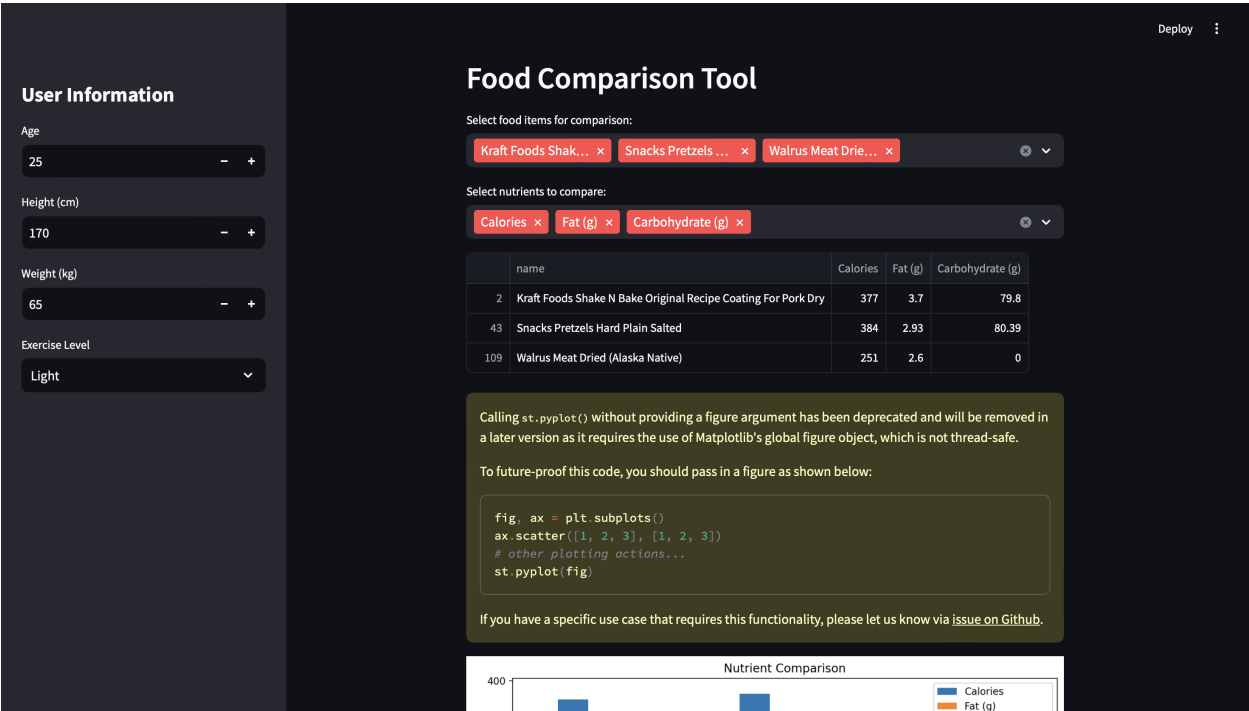 Deploy
User Information
Age
25
Height (cm)
170
Weight (kg)
65
Exercise Level
Light
Food Comparison Tool
Select food items for comparison:
Kraft Foods Shak... × Snacks Pretzels ... × Walrus Meat Drie... ×
Select nutrients to compare:
Calories × Fat (g) × Carbohydrate (g) ×
name Calories Fat (g) Carbohydrate (g)
2 Kraft Foods Shake N Bake Original Recipe Coating For Pork Dry 377 3.7 79.8
43 Snacks Pretzels Hard Plain Salted 384 2.93 80.39
109 Walrus Meat Dried (Alaska Native) 251 2.6 0
Calling st.pyplot() without providing a figure argument has been deprecated and will be removed in
a later version as it requires the use of Matplotlib's global figure object, which is not thread-safe.
To future-proof this code, you should pass in a figure as shown below:
fig, ax = plt.subplots()
ax.scatter([1, 2, 3], [1, 2, 3])
# other plotting actions...
st.pyplot(fig)
If you have a specific use case that requires this functionality, please let us know via issue on Github.
Nutrient Comparison
400
Calories
Fat (g)